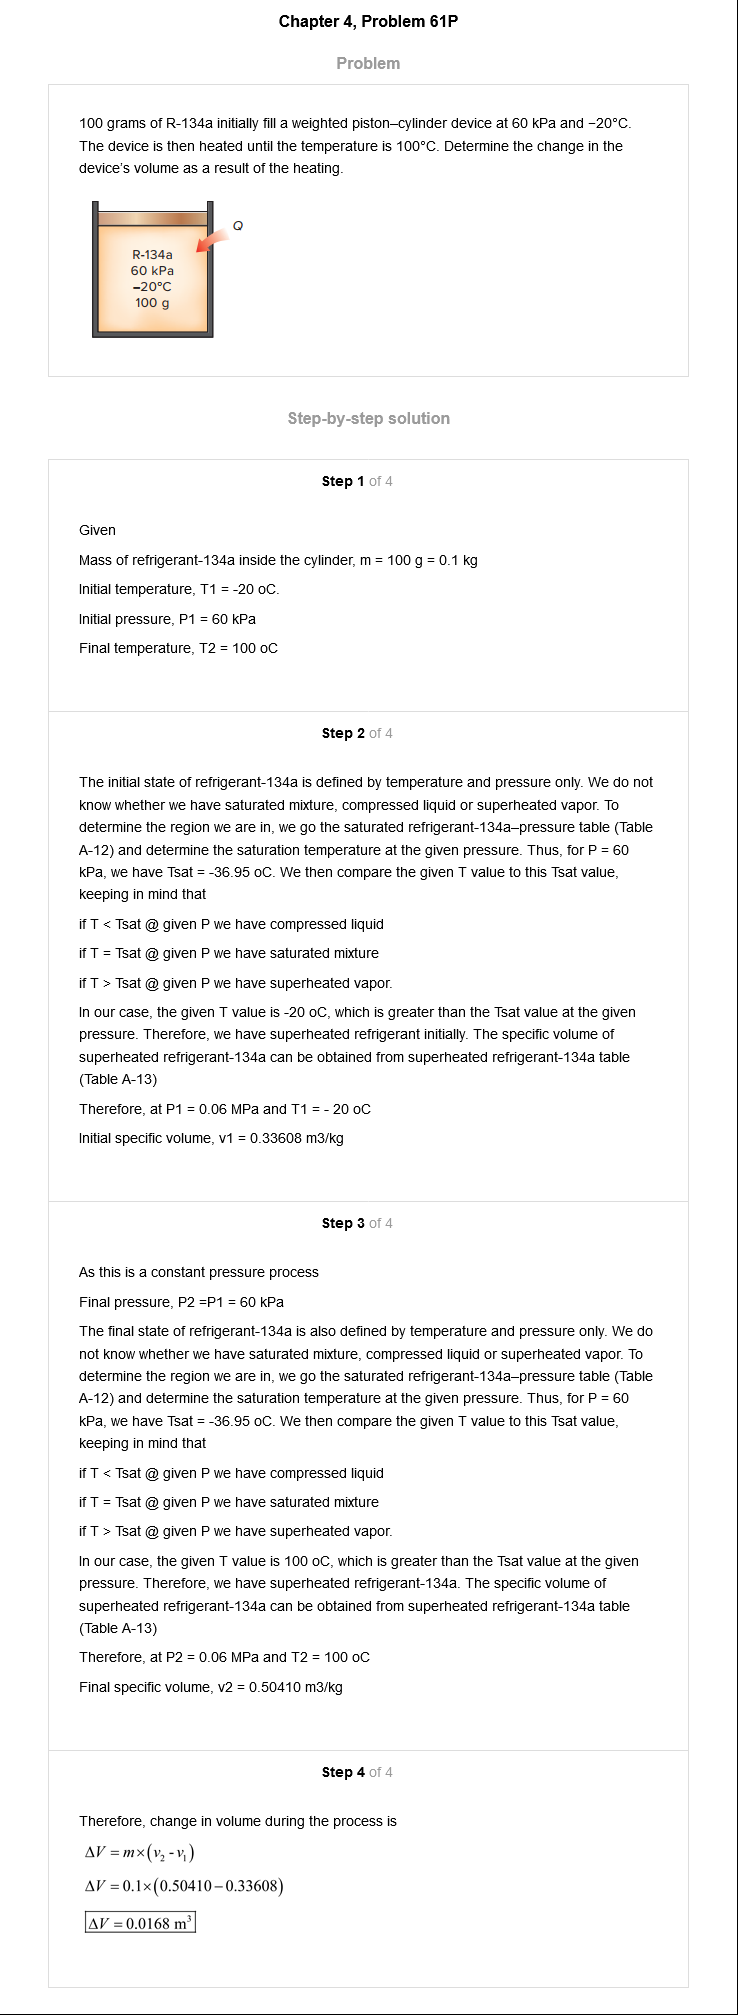 Chapter 4, Problem 61P
Problem
100 grams of R-134a initially fill a weighted piston–cylinder device at 60 kPa and −20°C.
The device is then heated until the temperature is 100°C. Determine the change in the
device's volume as a result of the heating.
Q
R-134a
60 kPa
−20°C
100 g
Step-by-step solution
Step 1 of 4
Given
Mass of refrigerant-134a inside the cylinder, m = 100 g = 0.1 kg
Initial temperature, T1 = -20 oC.
Initial pressure, P1 = 60 kPa
Final temperature, T2 = 100 oC
Step 2 of 4
The initial state of refrigerant-134a is defined by temperature and pressure only. We do not
know whether we have saturated mixture, compressed liquid or superheated vapor. To
determine the region we are in, we go the saturated refrigerant-134a–pressure table (Table
A-12) and determine the saturation temperature at the given pressure. Thus, for P = 60
kPa, we have Tsat = -36.95 oC. We then compare the given T value to this Tsat value,
keeping in mind that
if T < Tsat @ given P we have compressed liquid
if T = Tsat @ given P we have saturated mixture
if T > Tsat @ given P we have superheated vapor.
In our case, the given T value is -20 oC, which is greater than the Tsat value at the given
pressure. Therefore, we have superheated refrigerant initially. The specific volume of
superheated refrigerant-134a can be obtained from superheated refrigerant-134a table
(Table A-13)
Therefore, at P1 = 0.06 MPa and T1 = - 20 oC
Initial specific volume, v1 = 0.33608 m3/kg
Step 3 of 4
As this is a constant pressure process
Final pressure, P2 =P1 = 60 kPa
The final state of refrigerant-134a is also defined by temperature and pressure only. We do
not know whether we have saturated mixture, compressed liquid or superheated vapor. To
determine the region we are in, we go the saturated refrigerant-134a–pressure table (Table
A-12) and determine the saturation temperature at the given pressure. Thus, for P = 60
kPa, we have Tsat = -36.95 oC. We then compare the given T value to this Tsat value,
keeping in mind that
if T < Tsat @ given P we have compressed liquid
if T = Tsat @ given P we have saturated mixture
if T > Tsat @ given P we have superheated vapor.
In our case, the given T value is 100 oC, which is greater than the Tsat value at the given
pressure. Therefore, we have superheated refrigerant-134a. The specific volume of
superheated refrigerant-134a can be obtained from superheated refrigerant-134a table
(Table A-13)
Therefore, at P2 = 0.06 MPa and T2 = 100 oC
Final specific volume, v2 = 0.50410 m3/kg
Step 4 of 4
Therefore, change in volume during the process is
ΔV = m×(v₂ - v₁)
ΔV = 0.1×(0.50410 − 0.33608)
ΔV = 0.0168 m³